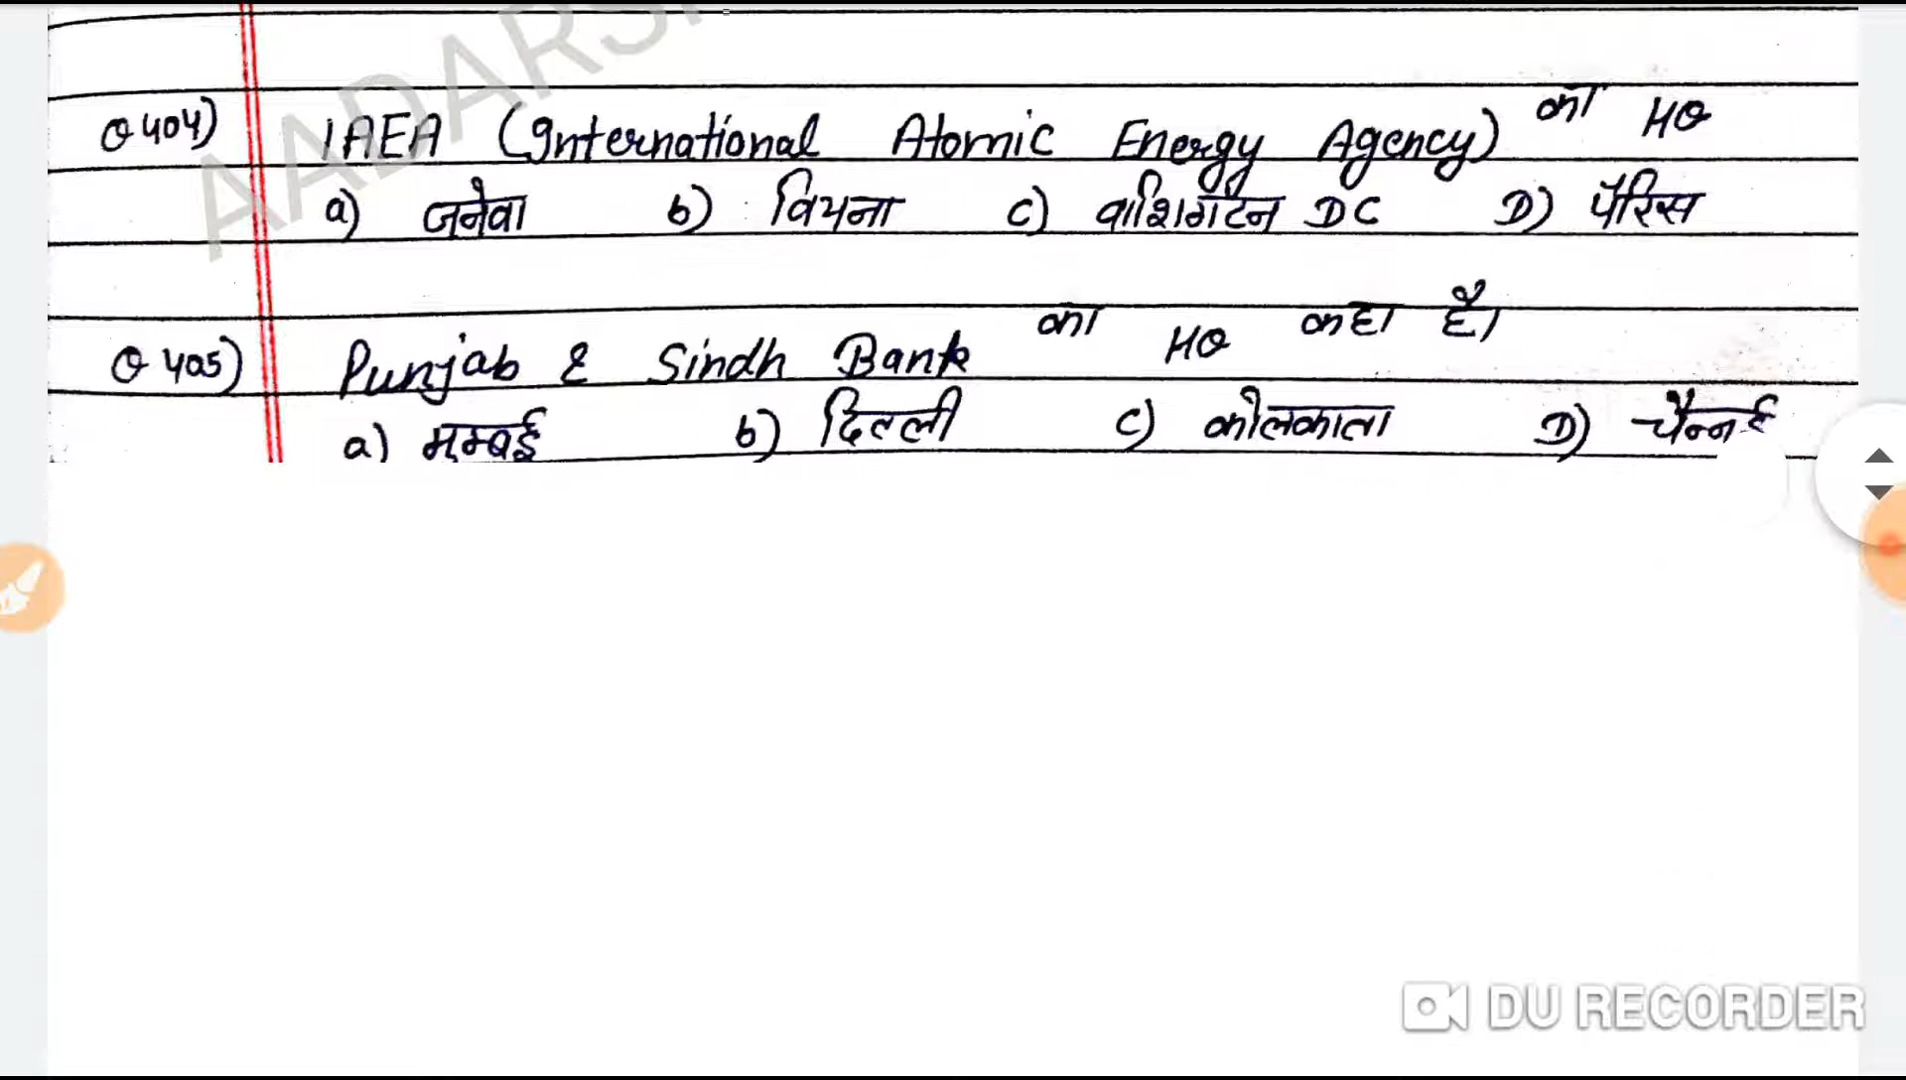 AADARS
Q 404) IAEA (International Atomic Energy Agency) का HQ
a) जनेवा b) वियना c) वाशिगटन DC D) पैरिस
Q 405) Punjab & Sindh Bank का HQ कहा है।
a) मुम्बई b) दिल्ली c) कोलकाता D) चैन्नई
DU RECORDER